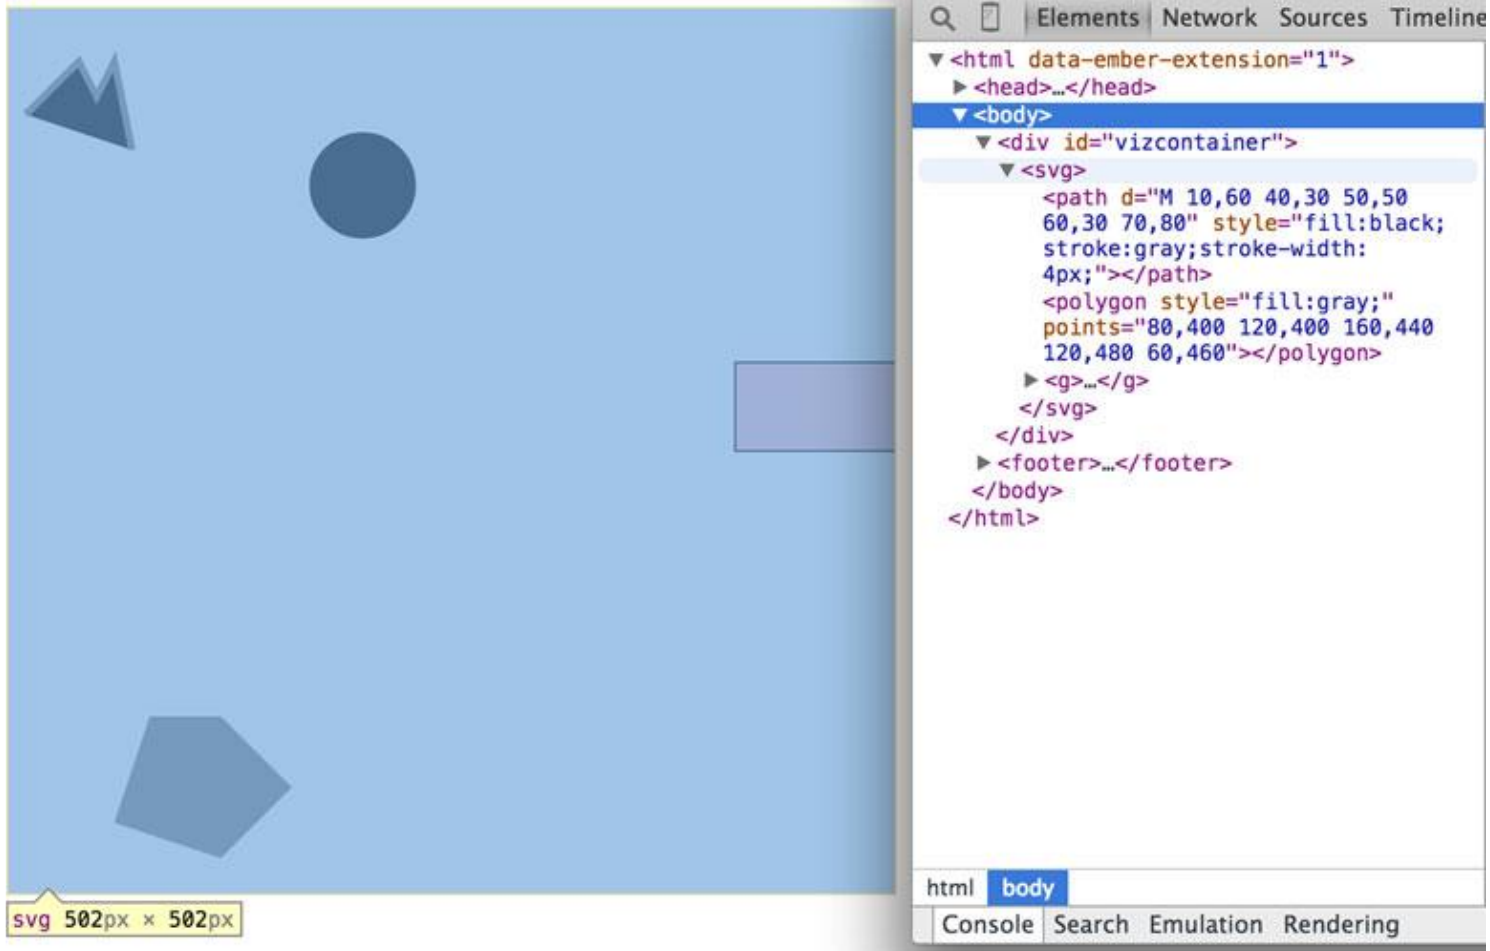 Elements Network Sources Timeline
▼<html data-ember-extension="1">
▶<head>…</head>
▼<body>
▼<div id="vizcontainer">
▼<svg>
<path d="M 10,60 40,30 50,50
60,30 70,80" style="fill:black;
stroke:gray;stroke-width:
4px;"></path>
<polygon style="fill:gray;"
points="80,400 120,400 160,440
120,480 60,460"></polygon>
▶<g>…</g>
</svg>
</div>
▶<footer>…</footer>
</body>
</html>
html body
svg 502px × 502px
Console Search Emulation Rendering